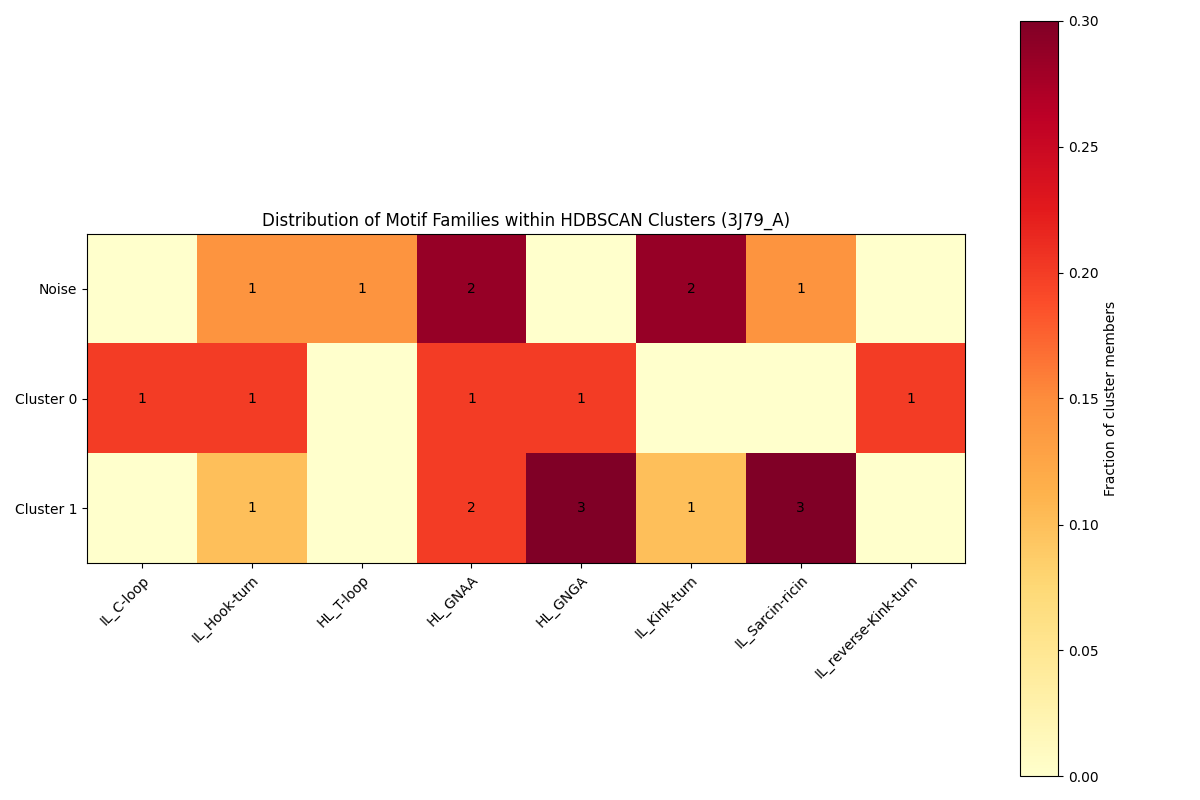 Distribution of Motif Families within HDBSCAN Clusters (3J79_A)
Noise 1 1 2 2 1
Cluster 0 1 1 1 1 1
Cluster 1 1 2 3 1 3
IL_C-loop
IL_Hook-turn
HL_T-loop
HL_GNAA
HL_GNGA
IL_Kink-turn
IL_Sarcin-ricin
IL_reverse-Kink-turn
0.30
0.25
0.20
0.15
0.10
0.05
0.00
Fraction of cluster members